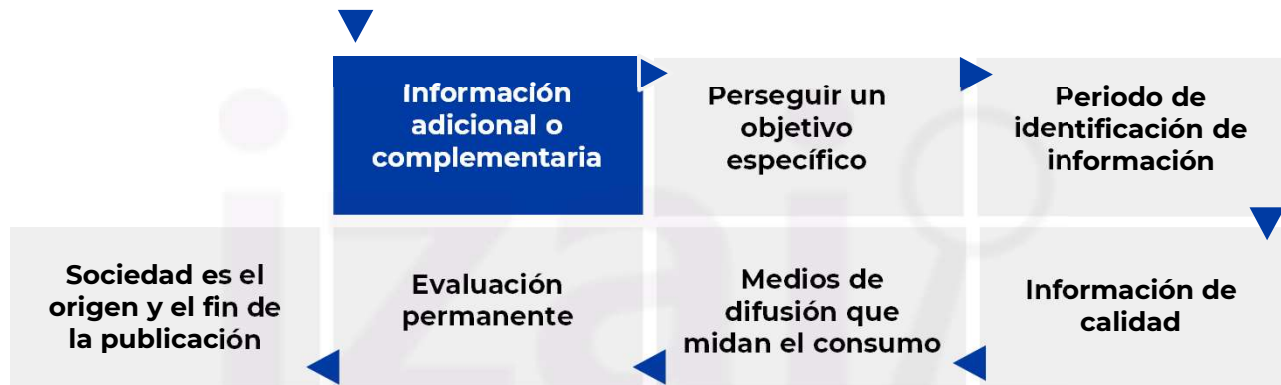 Información
adicional o
complementaria
Perseguir un
objetivo
específico
Periodo de
identificación de
información
Sociedad es el
origen y el fin de
la publicación
Evaluación
permanente
Medios de
difusión que
midan el consumo
Información de
calidad
izai